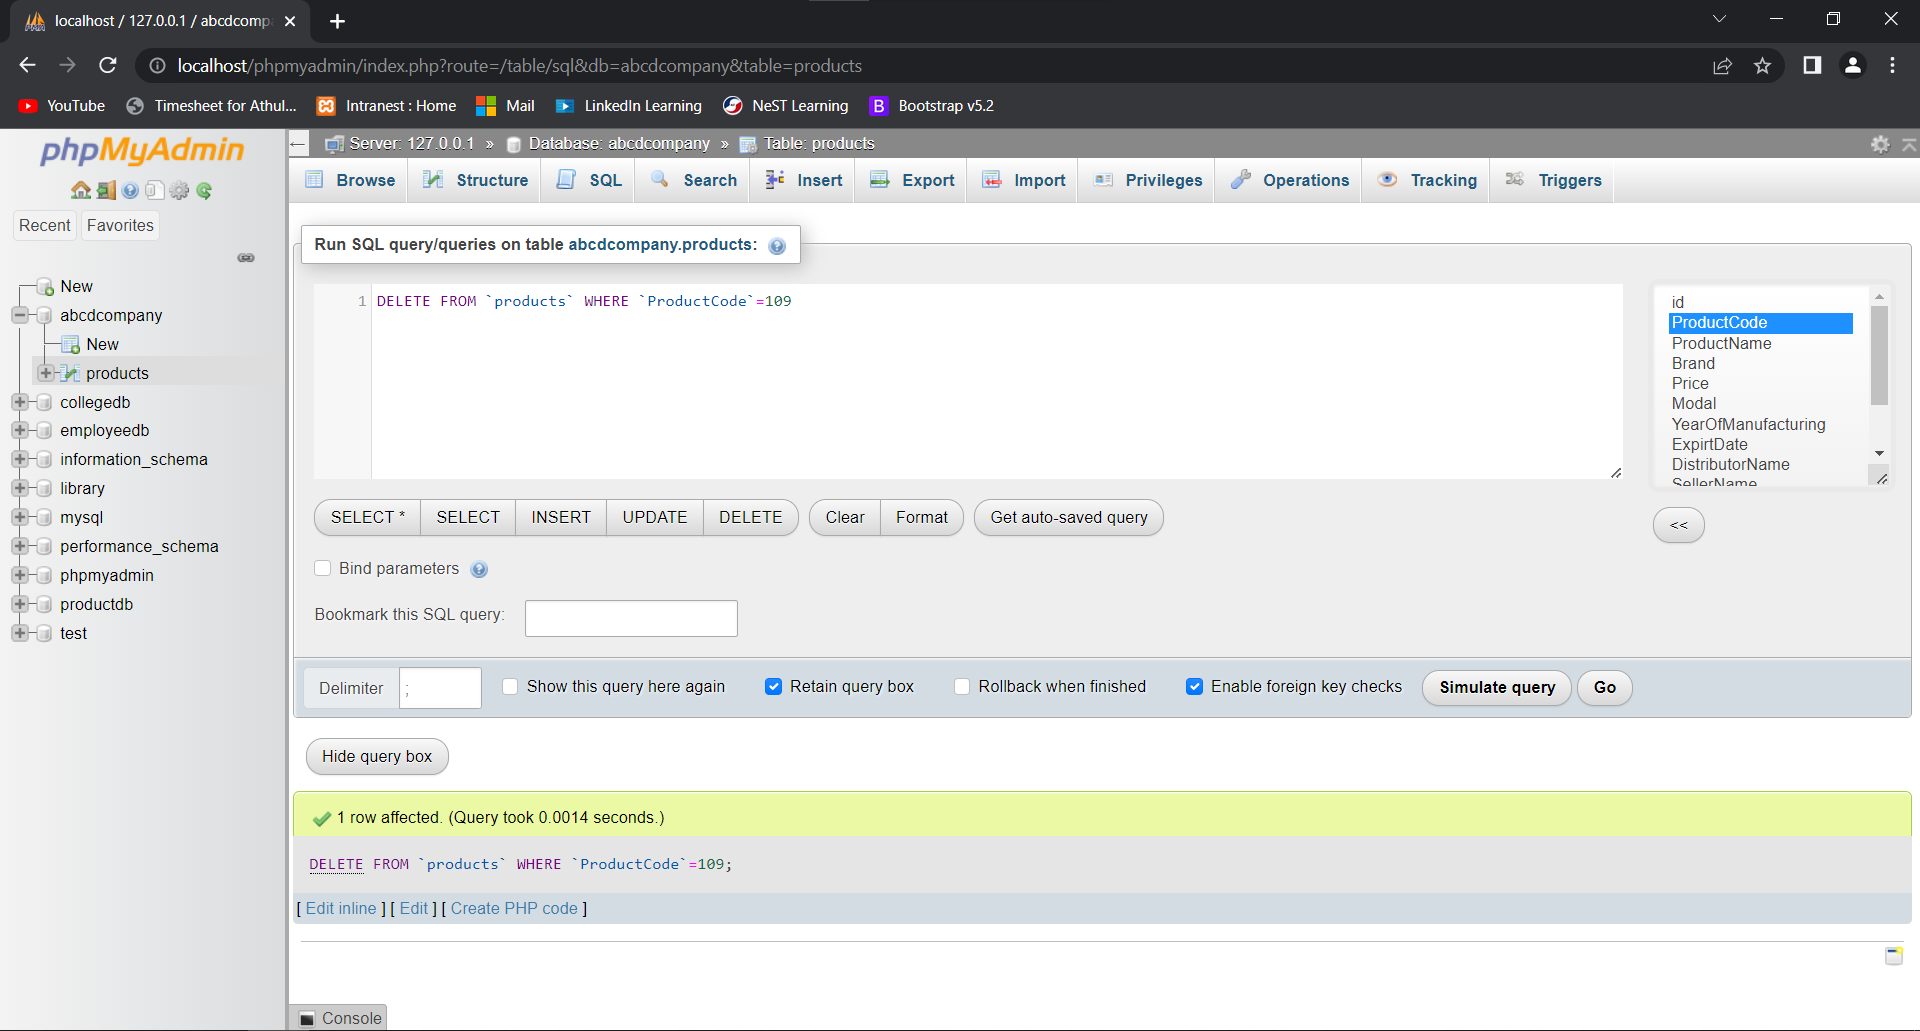 localhost / 127.0.0.1 / abcdcomp
localhost/phpmyadmin/index.php?route=/table/sql&db=abcdcompany&table=products
YouTube Timesheet for Athul... Intranest : Home Mail LinkedIn Learning NeST Learning B Bootstrap v5.2
phpMyAdmin
Recent Favorites
New
abcdcompany
New
products
collegedb
employeedb
information_schema
library
mysql
performance_schema
phpmyadmin
productdb
test
Server: 127.0.0.1 » Database: abcdcompany » Table: products
Browse Structure SQL Search Insert Export Import Privileges Operations Tracking Triggers
Run SQL query/queries on table abcdcompany.products:
1 DELETE FROM `products` WHERE `ProductCode`=109
id
ProductCode
ProductName
Brand
Price
Modal
YearOfManufacturing
ExpirtDate
DistributorName
SellerName
SELECT * SELECT INSERT UPDATE DELETE Clear Format Get auto-saved query
<<
Bind parameters
Bookmark this SQL query:
Delimiter ; Show this query here again Retain query box Rollback when finished Enable foreign key checks Simulate query Go
Hide query box
1 row affected. (Query took 0.0014 seconds.)
DELETE FROM `products` WHERE `ProductCode`=109;
[ Edit inline ] [ Edit ] [ Create PHP code ]
Console